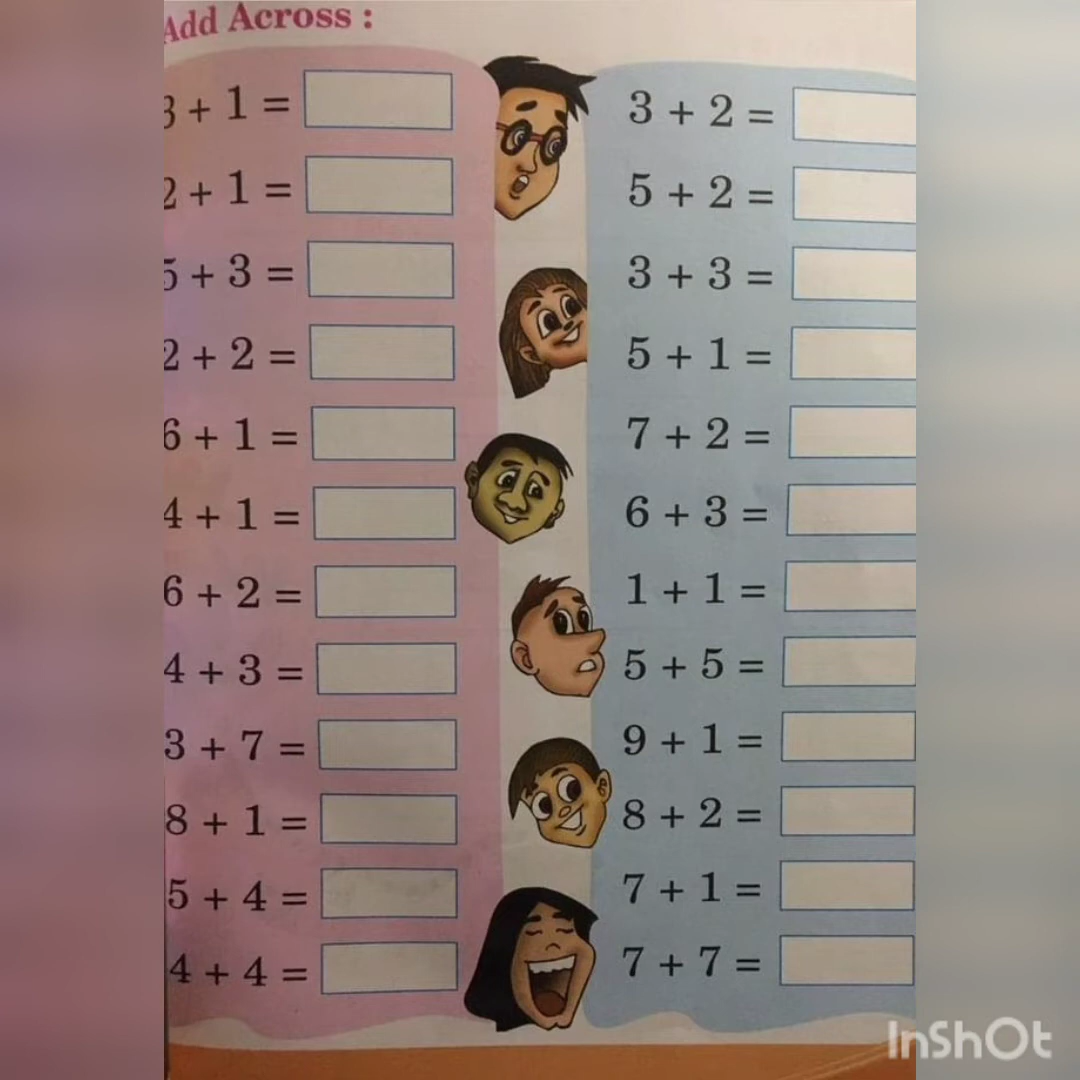 Add Across :
3 + 1 =
2 + 1 =
5 + 3 =
2 + 2 =
6 + 1 =
4 + 1 =
6 + 2 =
4 + 3 =
3 + 7 =
8 + 1 =
5 + 4 =
4 + 4 =
3 + 2 =
5 + 2 =
3 + 3 =
5 + 1 =
7 + 2 =
6 + 3 =
1 + 1 =
5 + 5 =
9 + 1 =
8 + 2 =
7 + 1 =
7 + 7 =
InShOt